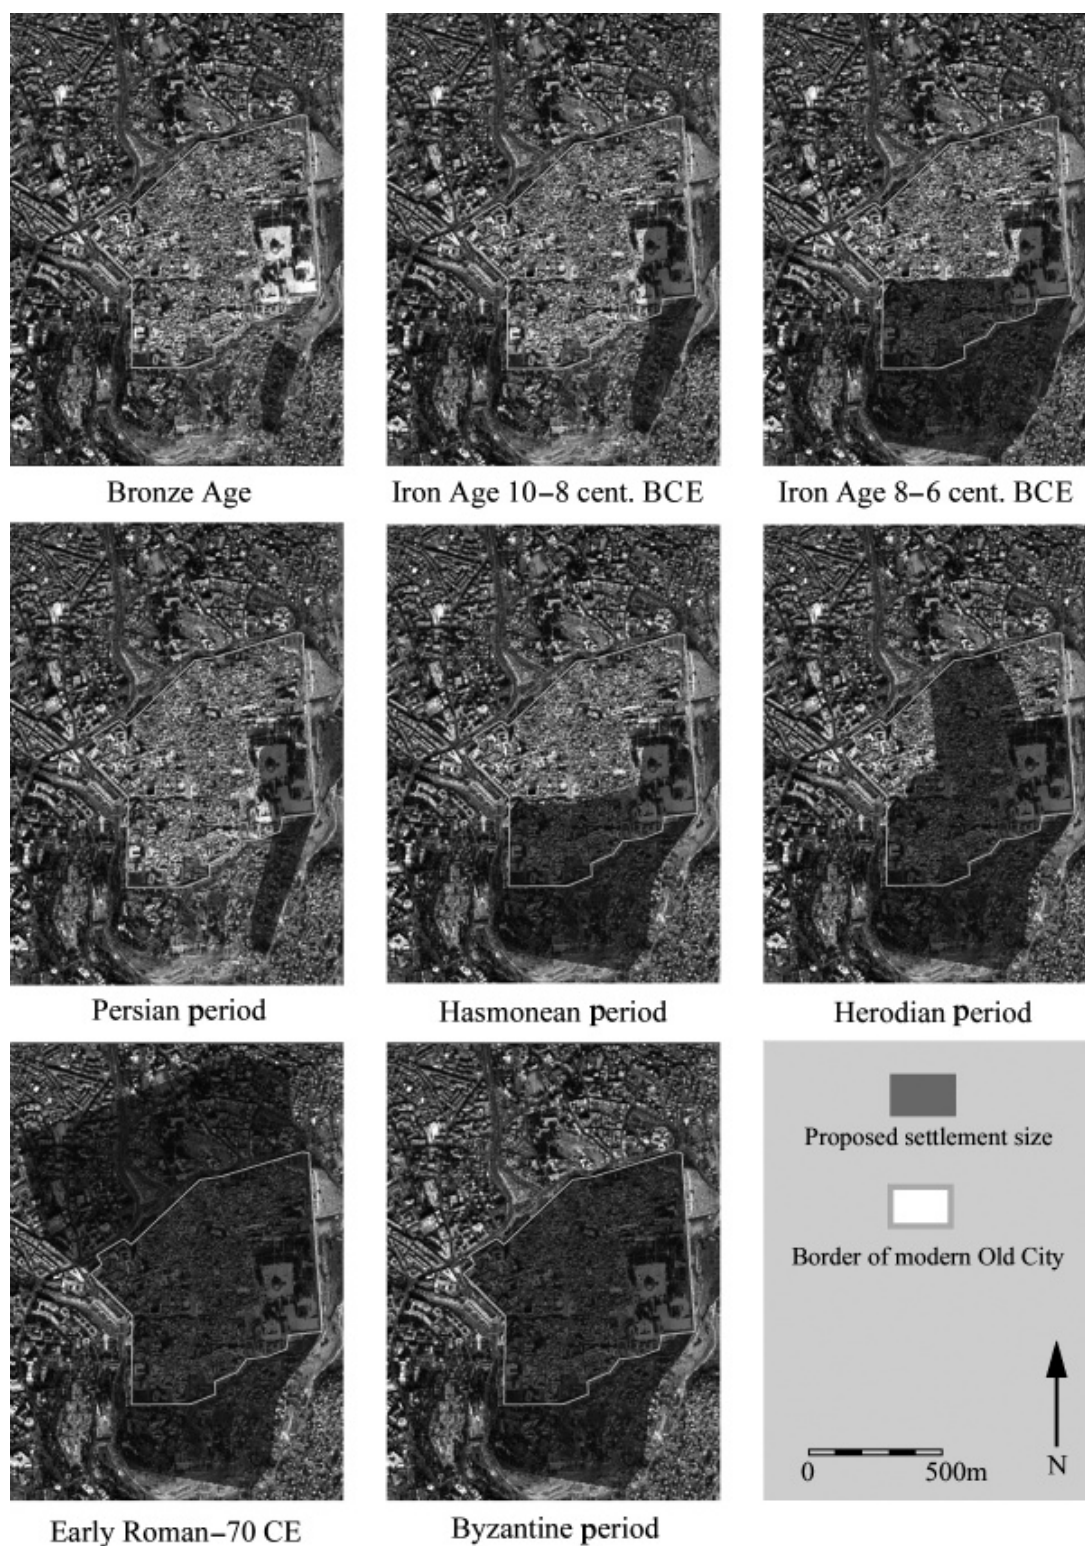 Bronze Age
Iron Age 10–8 cent. BCE
Iron Age 8–6 cent. BCE
Persian period
Hasmonean period
Herodian period
Proposed settlement size
Border of modern Old City
0 500m
N
Early Roman–70 CE
Byzantine period